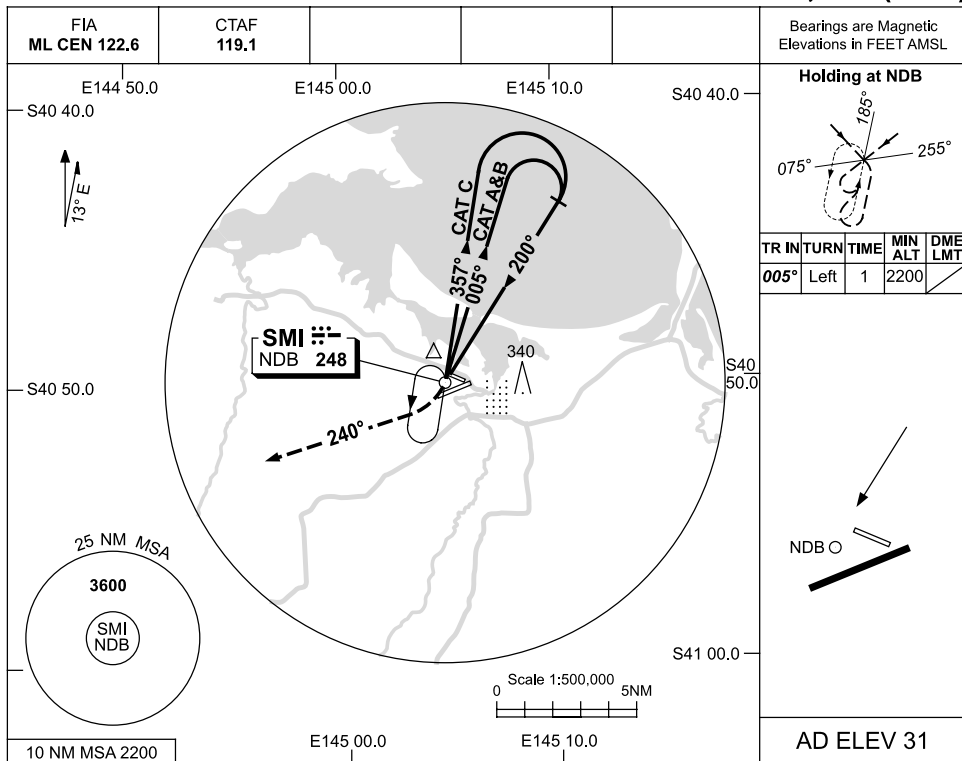 FIA
ML CEN 122.6
CTAF
119.1
Bearings are Magnetic
Elevations in FEET AMSL
E144 50.0
E145 00.0
E145 10.0
S40 40.0
S40 40.0
13° E
CAT C
CAT A&B
357°
005°
200°
SMI
NDB 248
340
S40 50.0
S40
50.0
240°
25 NM MSA
3600
SMI
NDB
S41 00.0
Scale 1:500,000
0 5NM
E145 00.0
E145 10.0
10 NM MSA 2200
Holding at NDB
185°
075°
255°
TR IN TURN TIME MIN ALT DME LMT
005° Left 1 2200
NDB
AD ELEV 31